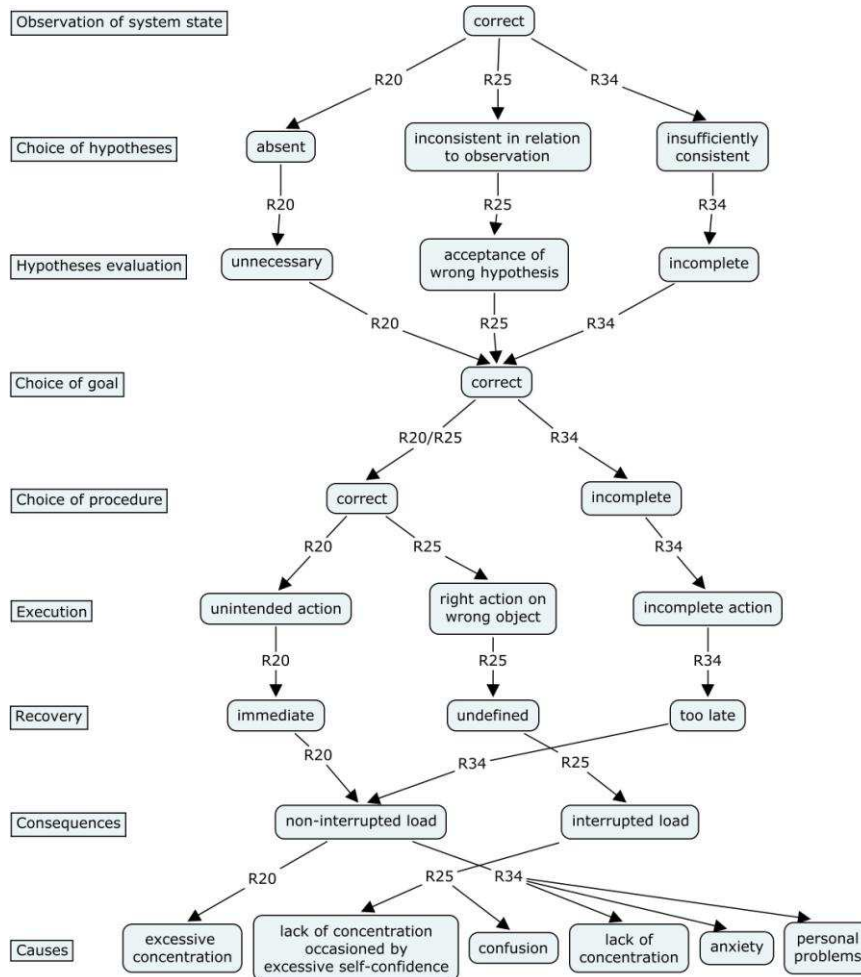 Observation of system state
correct
R20
R25
R34
Choice of hypotheses
absent
inconsistent in relation
to observation
insufficiently
consistent
R20
R25
R34
Hypotheses evaluation
unnecessary
acceptance of
wrong hypothesis
incomplete
R20
R25
R34
Choice of goal
correct
R20/R25
R34
Choice of procedure
correct
incomplete
R20
R25
R34
Execution
unintended action
right action on
wrong object
incomplete action
R20
R25
R34
Recovery
immediate
undefined
too late
R20
R34
R25
Consequences
non-interrupted load
interrupted load
R20
R25
R34
Causes
excessive
concentration
lack of concentration
occasioned by
excessive self-confidence
confusion
lack of
concentration
anxiety
personal
problems